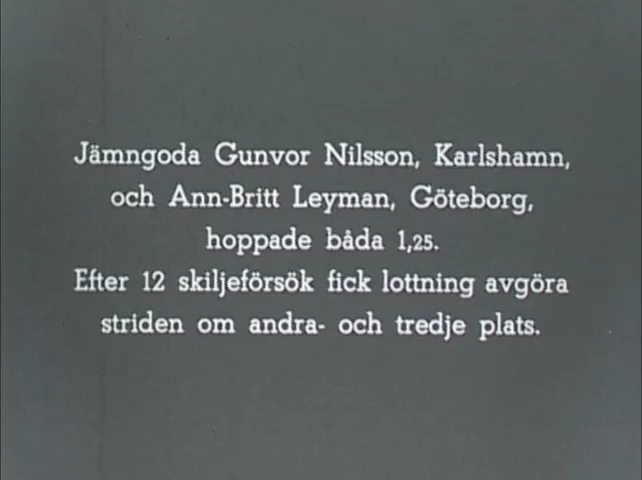 Jämngoda Gunvor Nilsson, Karlshamn,
och Ann-Britt Leyman, Göteborg,
hoppade båda 1,25.
Efter 12 skiljeförsök fick lottning avgöra
striden om andra- och tredje plats.